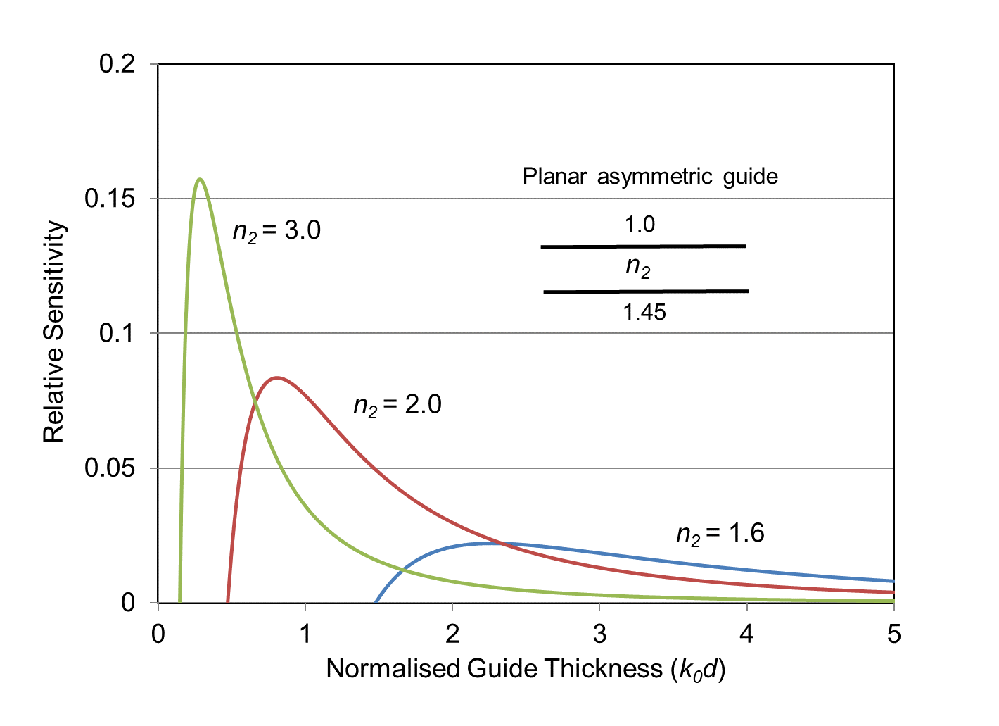 0.2
Planar asymmetric guide
0.15
1.0
n₂ = 3.0
n₂
1.45
0.1
Relative Sensitivity
n₂ = 2.0
0.05
n₂ = 1.6
0
0 1 2 3 4 5
Normalised Guide Thickness (k₀d)